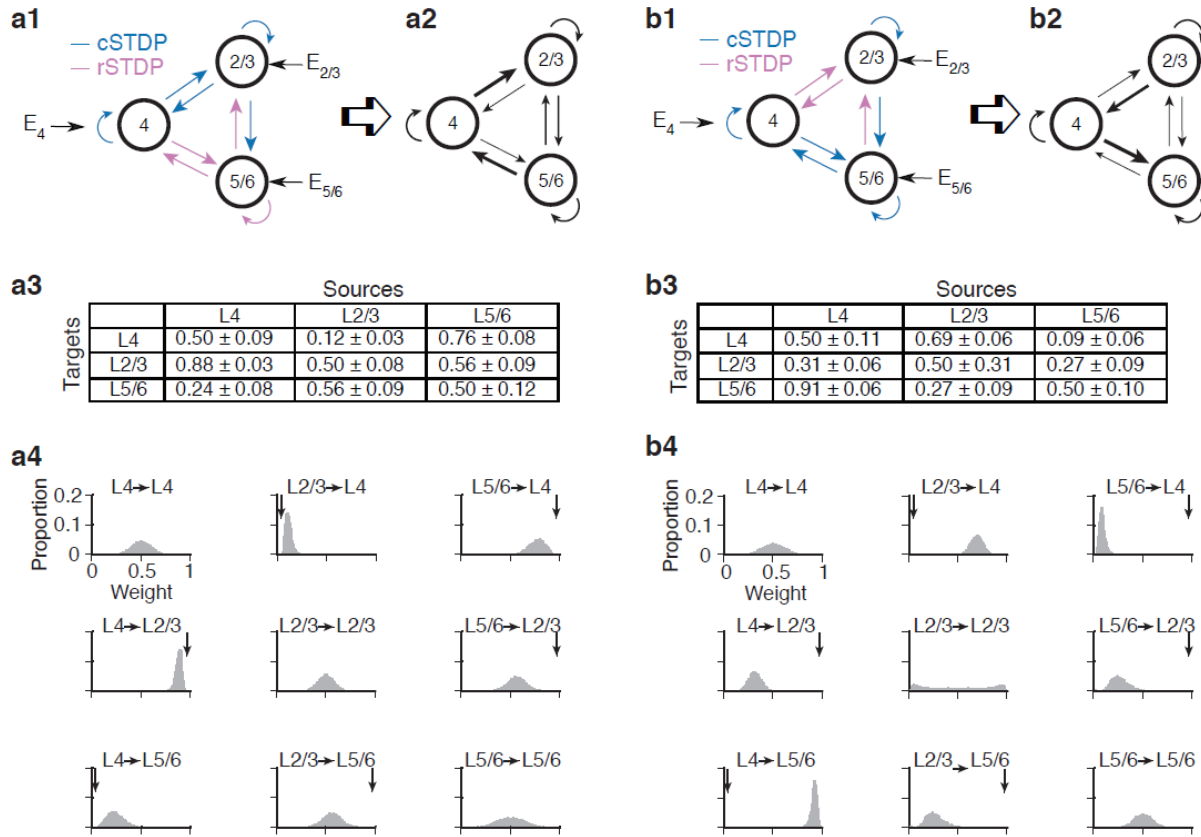 a1
a2
b1
b2
cSTDP
rSTDP
2/3
E2/3
4
E4
5/6
E5/6
2/3
4
5/6
cSTDP
rSTDP
2/3
E2/3
4
E4
5/6
E5/6
2/3
4
5/6
a3
Sources
Targets
L4 L2/3 L5/6
L4 0.50 ± 0.09 0.12 ± 0.03 0.76 ± 0.08
L2/3 0.88 ± 0.03 0.50 ± 0.08 0.56 ± 0.09
L5/6 0.24 ± 0.08 0.56 ± 0.09 0.50 ± 0.12
b3
Sources
Targets
L4 L2/3 L5/6
L4 0.50 ± 0.11 0.69 ± 0.06 0.09 ± 0.06
L2/3 0.31 ± 0.06 0.50 ± 0.31 0.27 ± 0.09
L5/6 0.91 ± 0.06 0.27 ± 0.09 0.50 ± 0.10
a4
Proportion
0.2
0.1
0
L4→L4
L2/3→L4
L5/6→L4
0 0.5 1
Weight
L4→L2/3
L2/3→L2/3
L5/6→L2/3
L4→L5/6
L2/3→L5/6
L5/6→L5/6
b4
Proportion
0.2
0.1
0
L4→L4
L2/3→L4
L5/6→L4
0 0.5 1
Weight
L4→L2/3
L2/3→L2/3
L5/6→L2/3
L4→L5/6
L2/3→L5/6
L5/6→L5/6